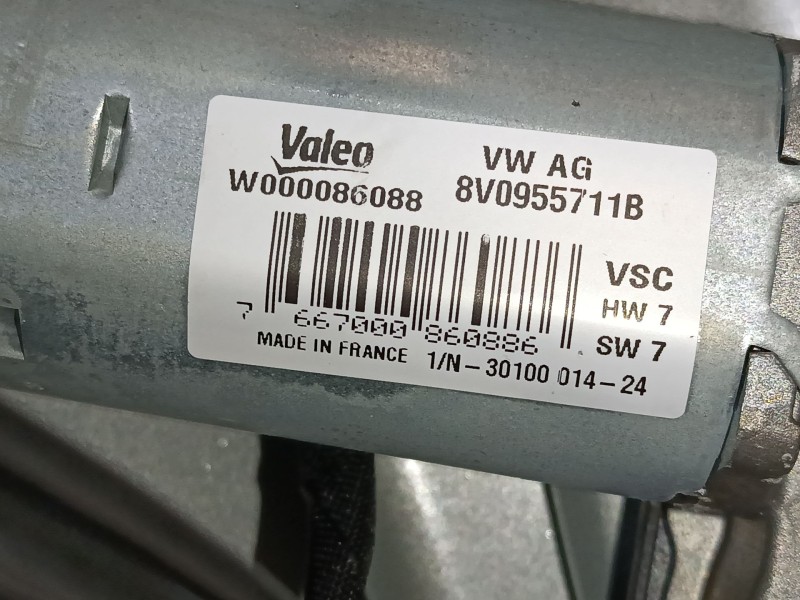 Valeo
W000086088
VW AG
8V0955711B
VSC
HW 7
SW 7
7 667000 860886
MADE IN FRANCE 1/N-30100 014-24